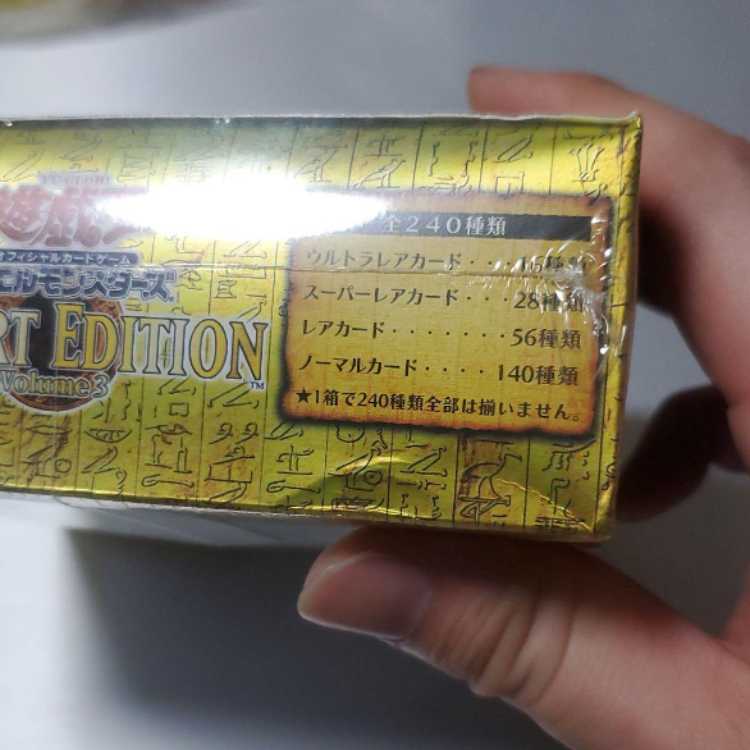 遊戯
オフィシャルカードゲーム
モンスターズ
RT EDITION™
Volume 3
全240種類
ウルトラレアカード・・・16種類
スーパーレアカード・・・28種類
レアカード・・・・・・・56種類
ノーマルカード・・・・140種類
★1箱で240種類全部は揃いません。